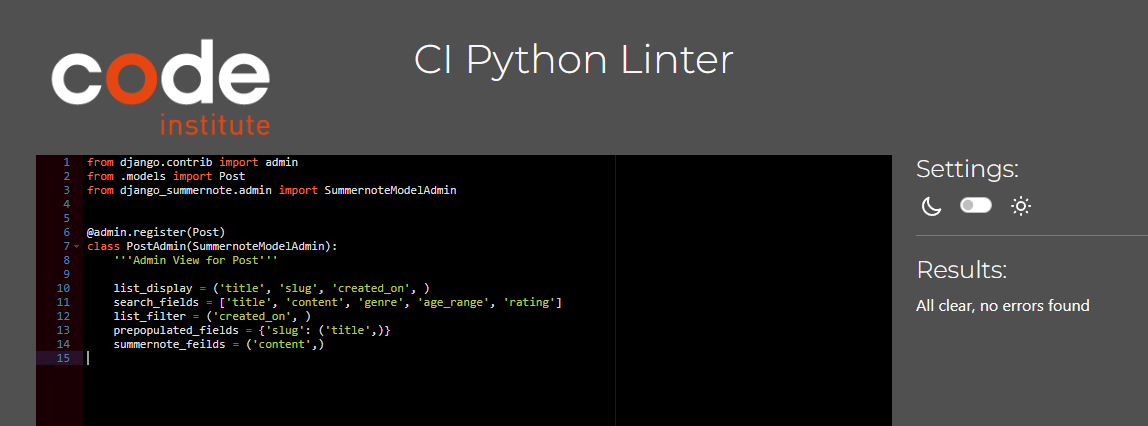 code
institute
CI Python Linter
1 from django.contrib import admin
2 from .models import Post
3 from django_summernote.admin import SummernoteModelAdmin
4
5
6 @admin.register(Post)
7 class PostAdmin(SummernoteModelAdmin):
8     '''Admin View for Post'''
9
10     list_display = ('title', 'slug', 'created_on', )
11     search_fields = ['title', 'content', 'genre', 'age_range', 'rating']
12     list_filter = ('created_on', )
13     prepopulated_fields = {'slug': ('title',)}
14     summernote_feilds = ('content',)
15
Settings:
Results:
All clear, no errors found